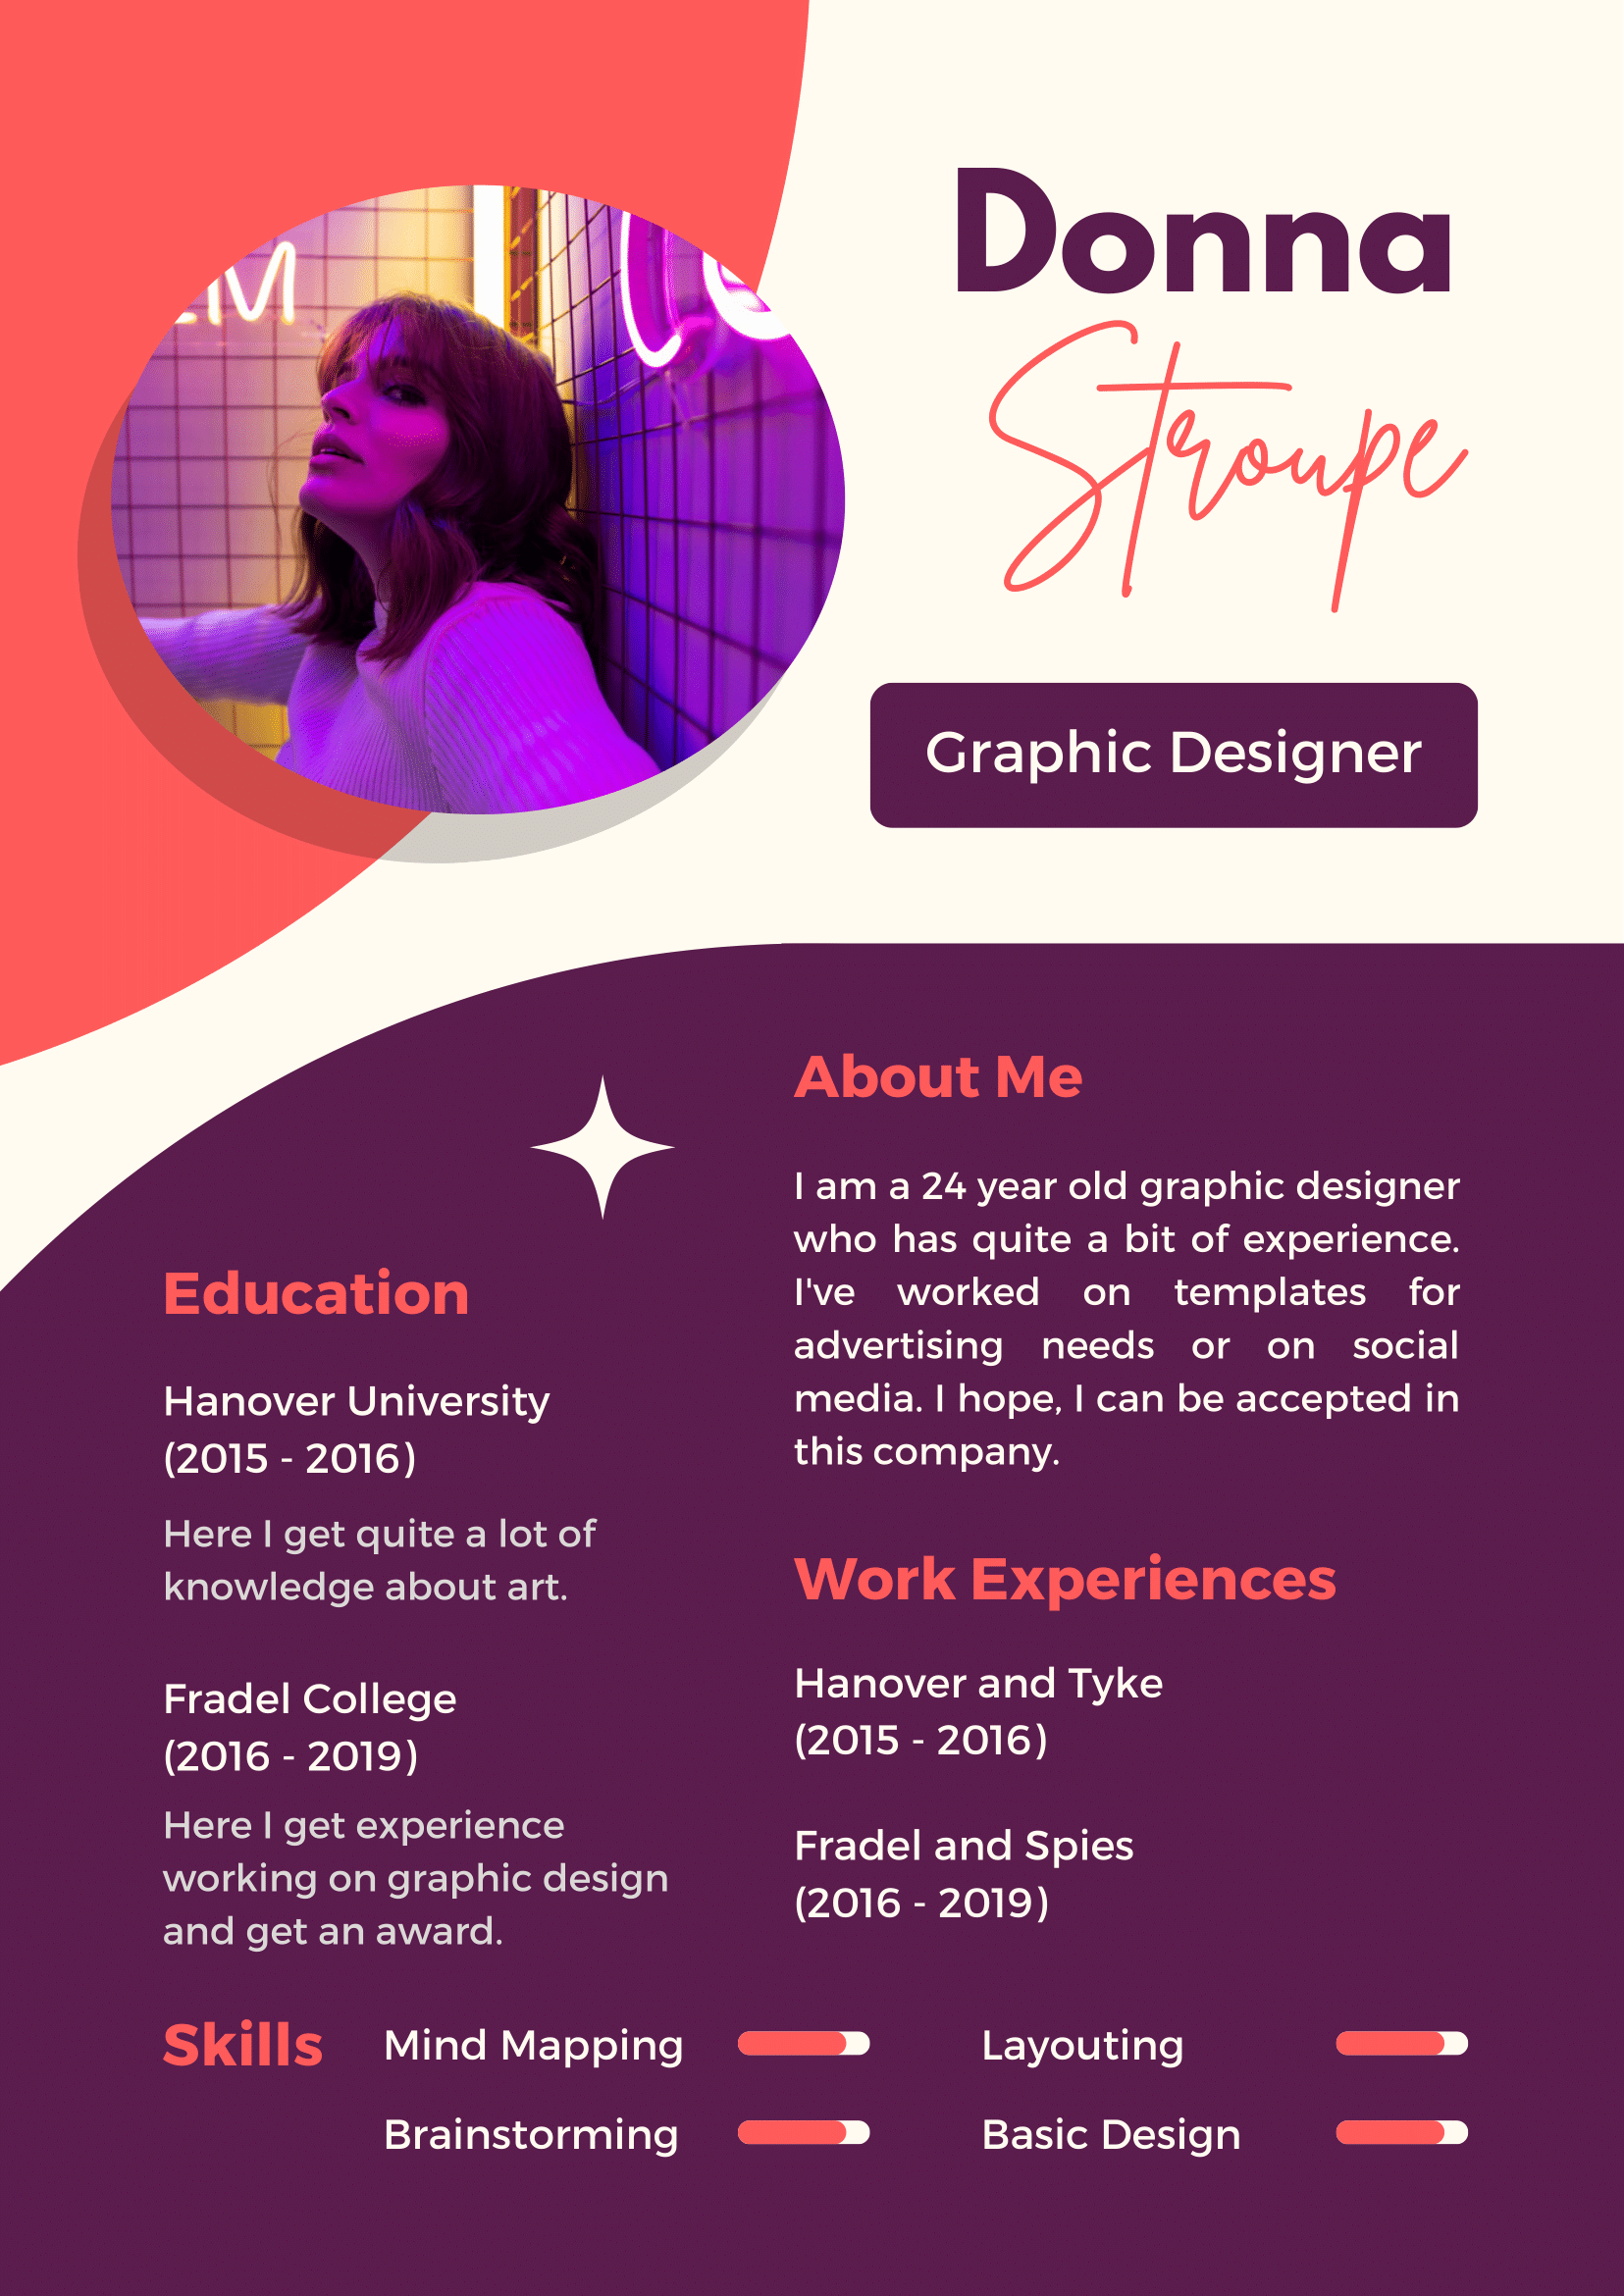 Donna
Stroupe
Graphic Designer
About Me
I am a 24 year old graphic designer
who has quite a bit of experience.
I've worked on templates for
advertising needs or on social
media. I hope, I can be accepted in
this company.
Education
Hanover University
(2015 - 2016)
Here I get quite a lot of
knowledge about art.
Fradel College
(2016 - 2019)
Here I get experience
working on graphic design
and get an award.
Work Experiences
Hanover and Tyke
(2015 - 2016)
Fradel and Spies
(2016 - 2019)
Skills
Mind Mapping
Layouting
Brainstorming
Basic Design